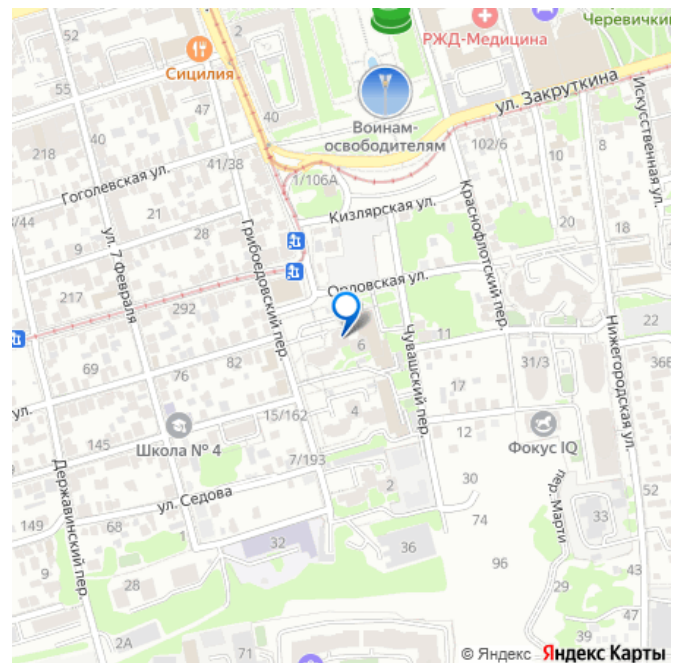 2
Черевички
РЖД-Медицина
Сицилия
ул. Закруткина
55
52
47
40
Воинам-
освободителям
Искусственная ул.
218
40
41/38
102/6
10
8
1/106А
Гоголевская ул.
Кизлярская ул.
Краснофлотский пер.
/44
21
9
28
20
18
ул. 7 Февраля
Грибоедовский пер.
Орловская ул.
217
292
Чувашский пер.
Нижегородская ул.
11
22
6
69
82
31/3
36Б
76
17
ул.
15/162
4
145
Школа № 4
12
Фокус IQ
7/193
Державинский пер.
ул. Седова
2
30
пер. Марти
52
149
68
74
33
1
32
36
9
96
28
29
43
47
2А
71
39
© Яндекс Яндекс Карты